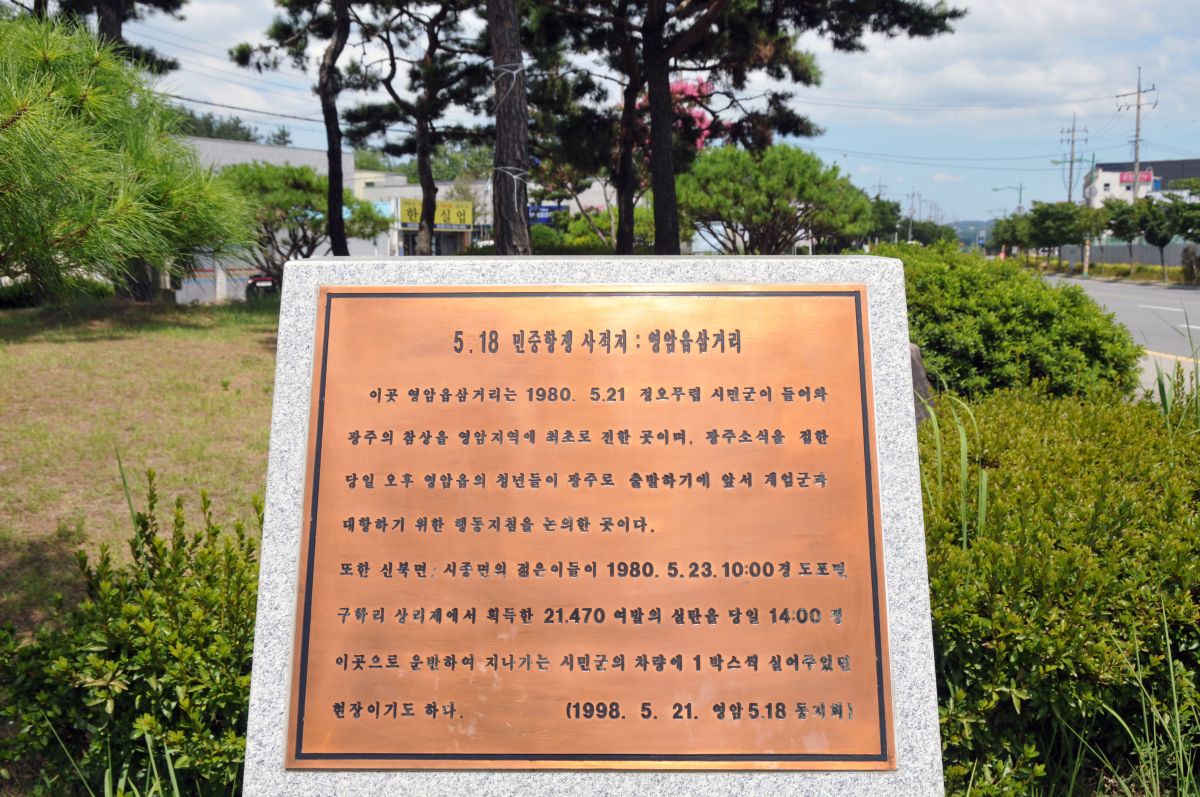 5.18 민중항쟁 사적지 : 영암읍삼거리
이곳 영암읍삼거리는 1980. 5.21 정오무렵 시민군이 들어와
광주의 참상을 영암지역에 최초로 전한 곳이며, 광주소식을 접한
당일 오후 영암읍의 청년들이 광주로 출발하기에 앞서 계엄군과
대항하기 위한 행동지침을 논의한 곳이다.
또한 신북면, 시종면의 젊은이들이 1980. 5.23. 10:00경 도포면
구학리 상리제에서 획득한 21.470 여발의 실탄을 당일 14:00 경
이곳으로 운반하여 지나가는 시민군의 차량에 1 박스씩 실어주었던
현장이기도 하다. (1998. 5. 21. 영암5.18 동지회)